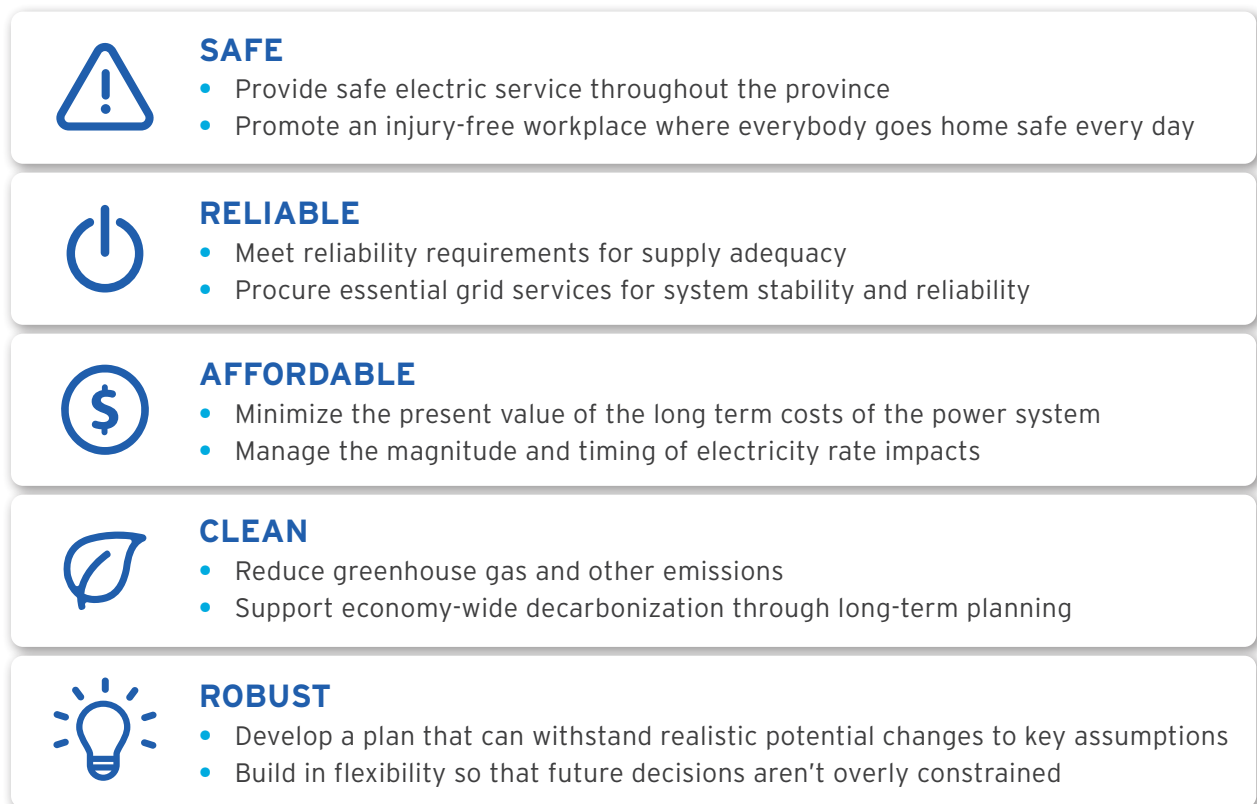 SAFE
• Provide safe electric service throughout the province
• Promote an injury-free workplace where everybody goes home safe every day
RELIABLE
• Meet reliability requirements for supply adequacy
• Procure essential grid services for system stability and reliability
$
AFFORDABLE
• Minimize the present value of the long term costs of the power system
• Manage the magnitude and timing of electricity rate impacts
CLEAN
• Reduce greenhouse gas and other emissions
• Support economy-wide decarbonization through long-term planning
ROBUST
• Develop a plan that can withstand realistic potential changes to key assumptions
• Build in flexibility so that future decisions aren't overly constrained